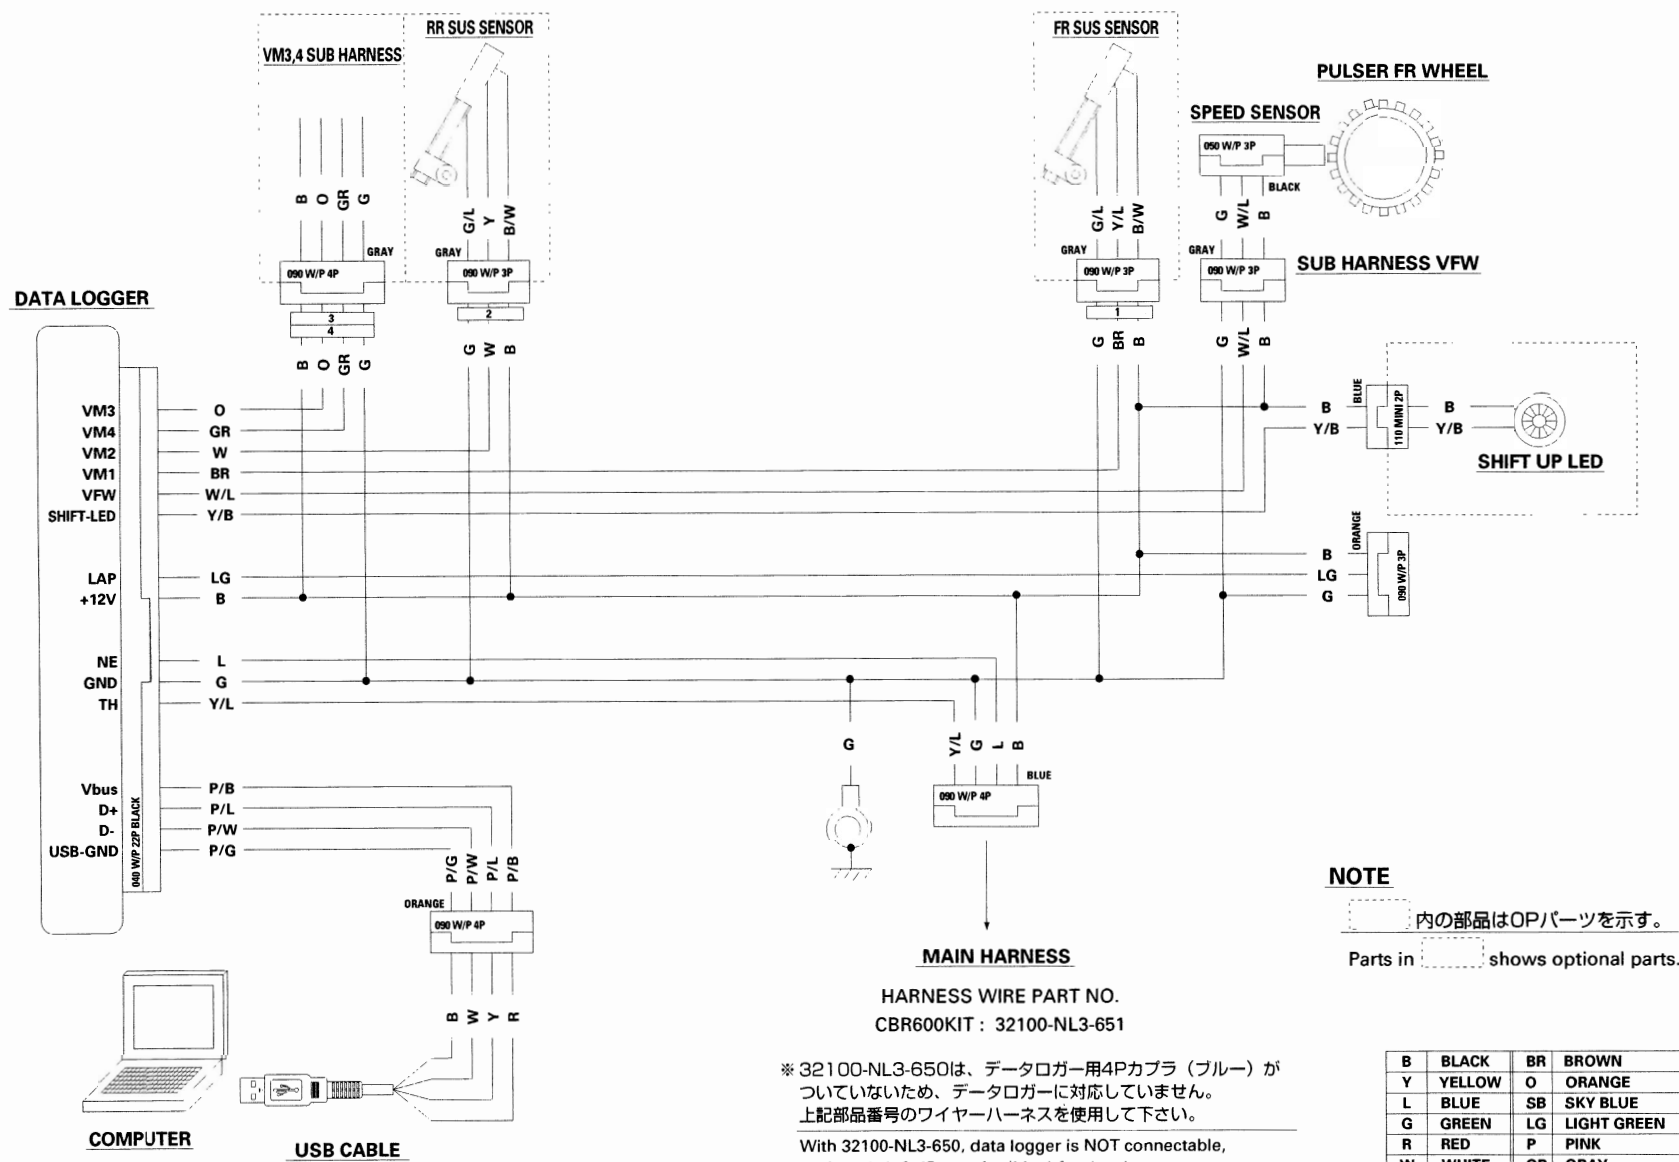 RR SUS SENSOR
VM3,4 SUB HARNESS
B O GR G
G/L Y B/W
GRAY
090 W/P 4P
GRAY
090 W/P 3P
3
4
2
B O GR G
G W B
FR SUS SENSOR
G/L Y/L B/W
GRAY
090 W/P 3P
1
G BR B
PULSER FR WHEEL
SPEED SENSOR
050 W/P 3P
BLACK
G W/L B
GRAY
090 W/P 3P
SUB HARNESS VFW
G W/L B
DATA LOGGER
VM3 O
VM4 GR
VM2 W
VM1 BR
VFW W/L
SHIFT-LED Y/B
LAP LG
+12V B
NE L
GND G
TH Y/L
Vbus P/B
D+ P/L
D- P/W
USB-GND P/G
040 W/P 22P BLACK
B
Y/B
BLUE
110 MINI 2P
B
Y/B
SHIFT UP LED
B
LG
G
ORANGE
090 W/P 3P
G
Y/L G L B
BLUE
090 W/P 4P
P/G P/W P/L P/B
ORANGE
090 W/P 4P
B W Y R
COMPUTER
USB CABLE
MAIN HARNESS
HARNESS WIRE PART NO.
CBR600KIT : 32100-NL3-651
※32100-NL3-650は、データロガー用4Pカプラ（ブルー）が
ついていないため、データロガーに対応していません。
上記部品番号のワイヤーハーネスを使用して下さい。
With 32100-NL3-650, data logger is NOT connectable,
NOTE
内の部品はOPパーツを示す。
Parts in shows optional parts.
B BLACK BR BROWN
Y YELLOW O ORANGE
L BLUE SB SKY BLUE
G GREEN LG LIGHT GREEN
R RED P PINK
W WHITE GR GRAY